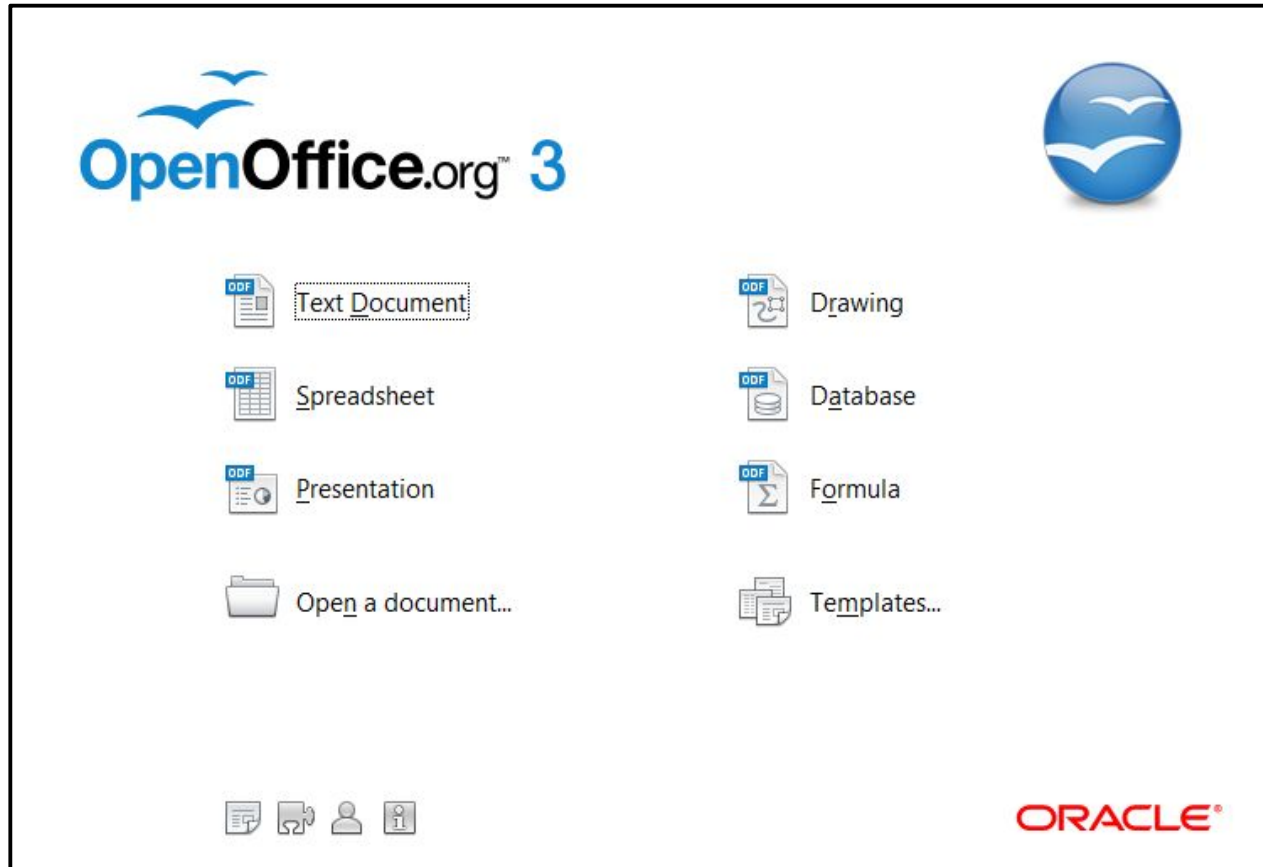 OpenOffice.org™ 3
ODF Text Document
ODF Drawing
ODF Spreadsheet
ODF Database
ODF Presentation
ODF Formula
Open a document...
Templates...
ORACLE®